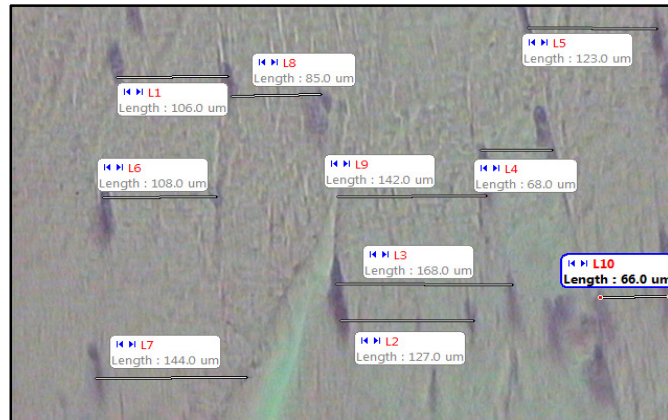 L5
Length : 123.0 um
L8
Length : 85.0 um
L1
Length : 106.0 um
L6
Length : 108.0 um
L9
Length : 142.0 um
L4
Length : 68.0 um
L3
Length : 168.0 um
L10
Length : 66.0 um
L7
Length : 144.0 um
L2
Length : 127.0 um